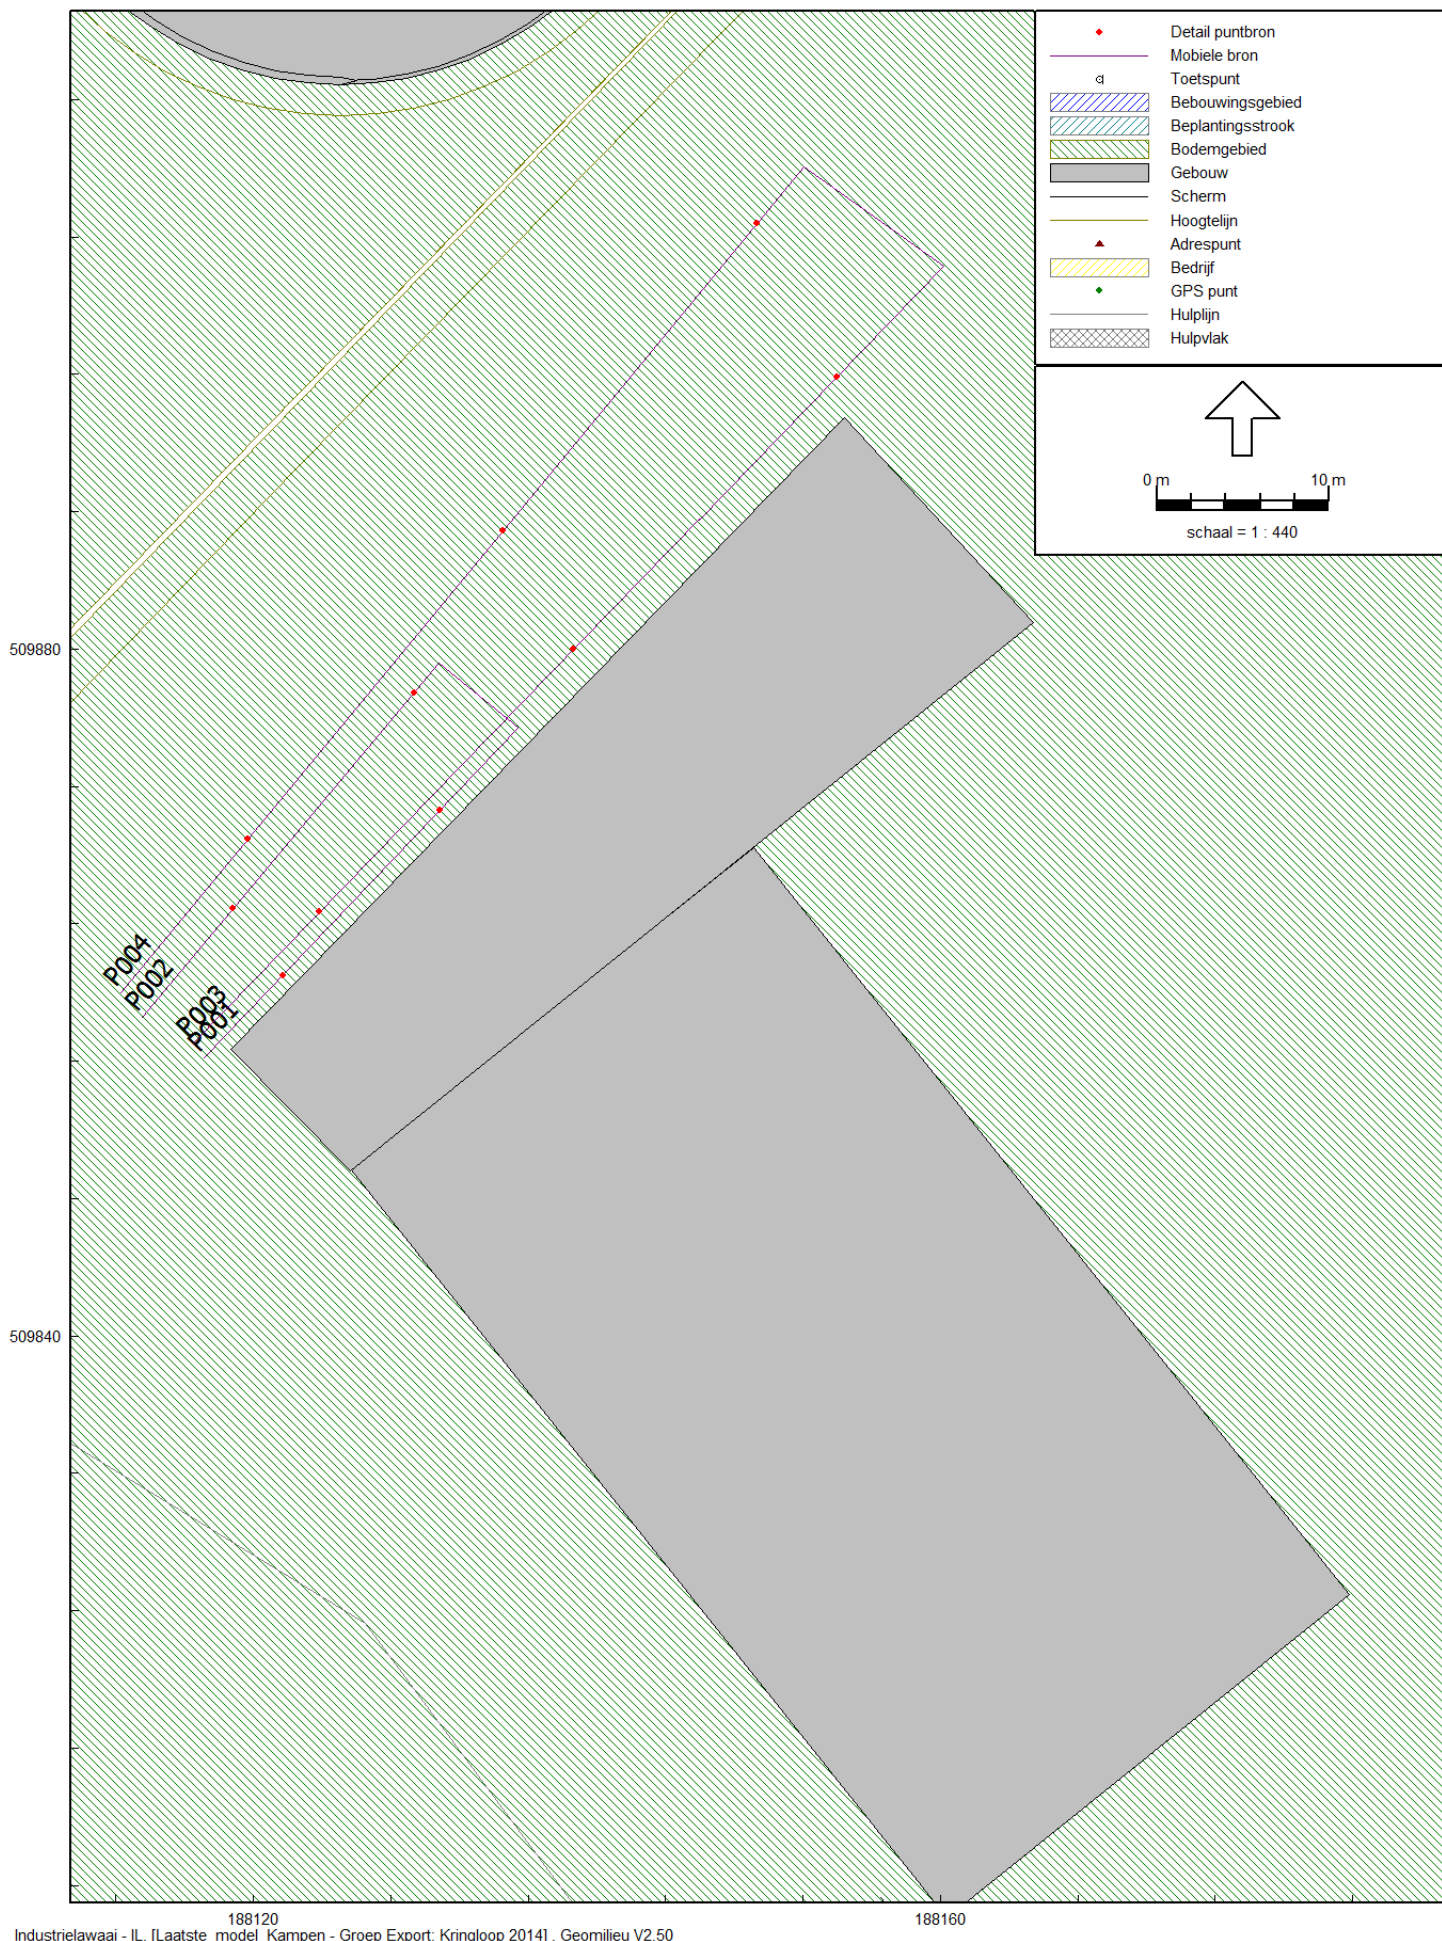 Detail puntbron
Mobiele bron
Toetspunt
Bebouwingsgebied
Beplantingsstrook
Bodemgebied
Gebouw
Scherm
Hoogtelijn
Adrespunt
Bedrijf
GPS punt
Hulplijn
Hulpvlak
0 m 10 m
schaal = 1 : 440
509880
P004
P002
P003
P001
509840
188120 188160
Industrielawaai - IL, [Laatste model Kampen - Groep Export: Kringloop 2014] , Geomilieu V2.50